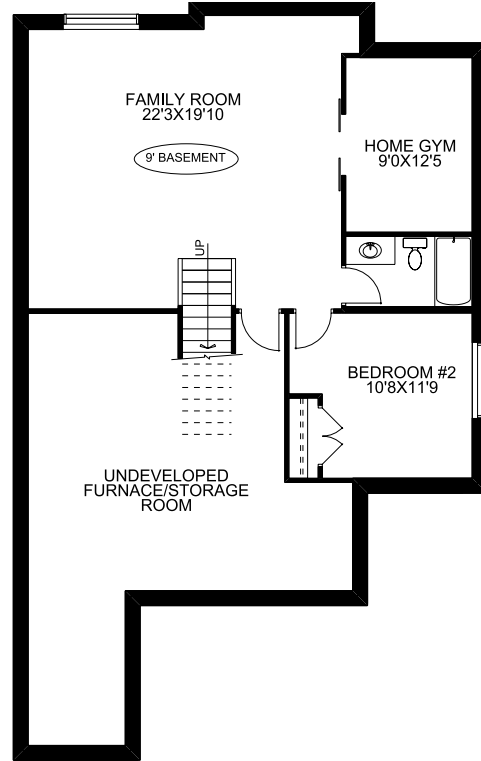 FAMILY ROOM
22'3X19'10
9' BASEMENT
HOME GYM
9'0X12'5
UP
BEDROOM #2
10'8X11'9
UNDEVELOPED
FURNACE/STORAGE
ROOM